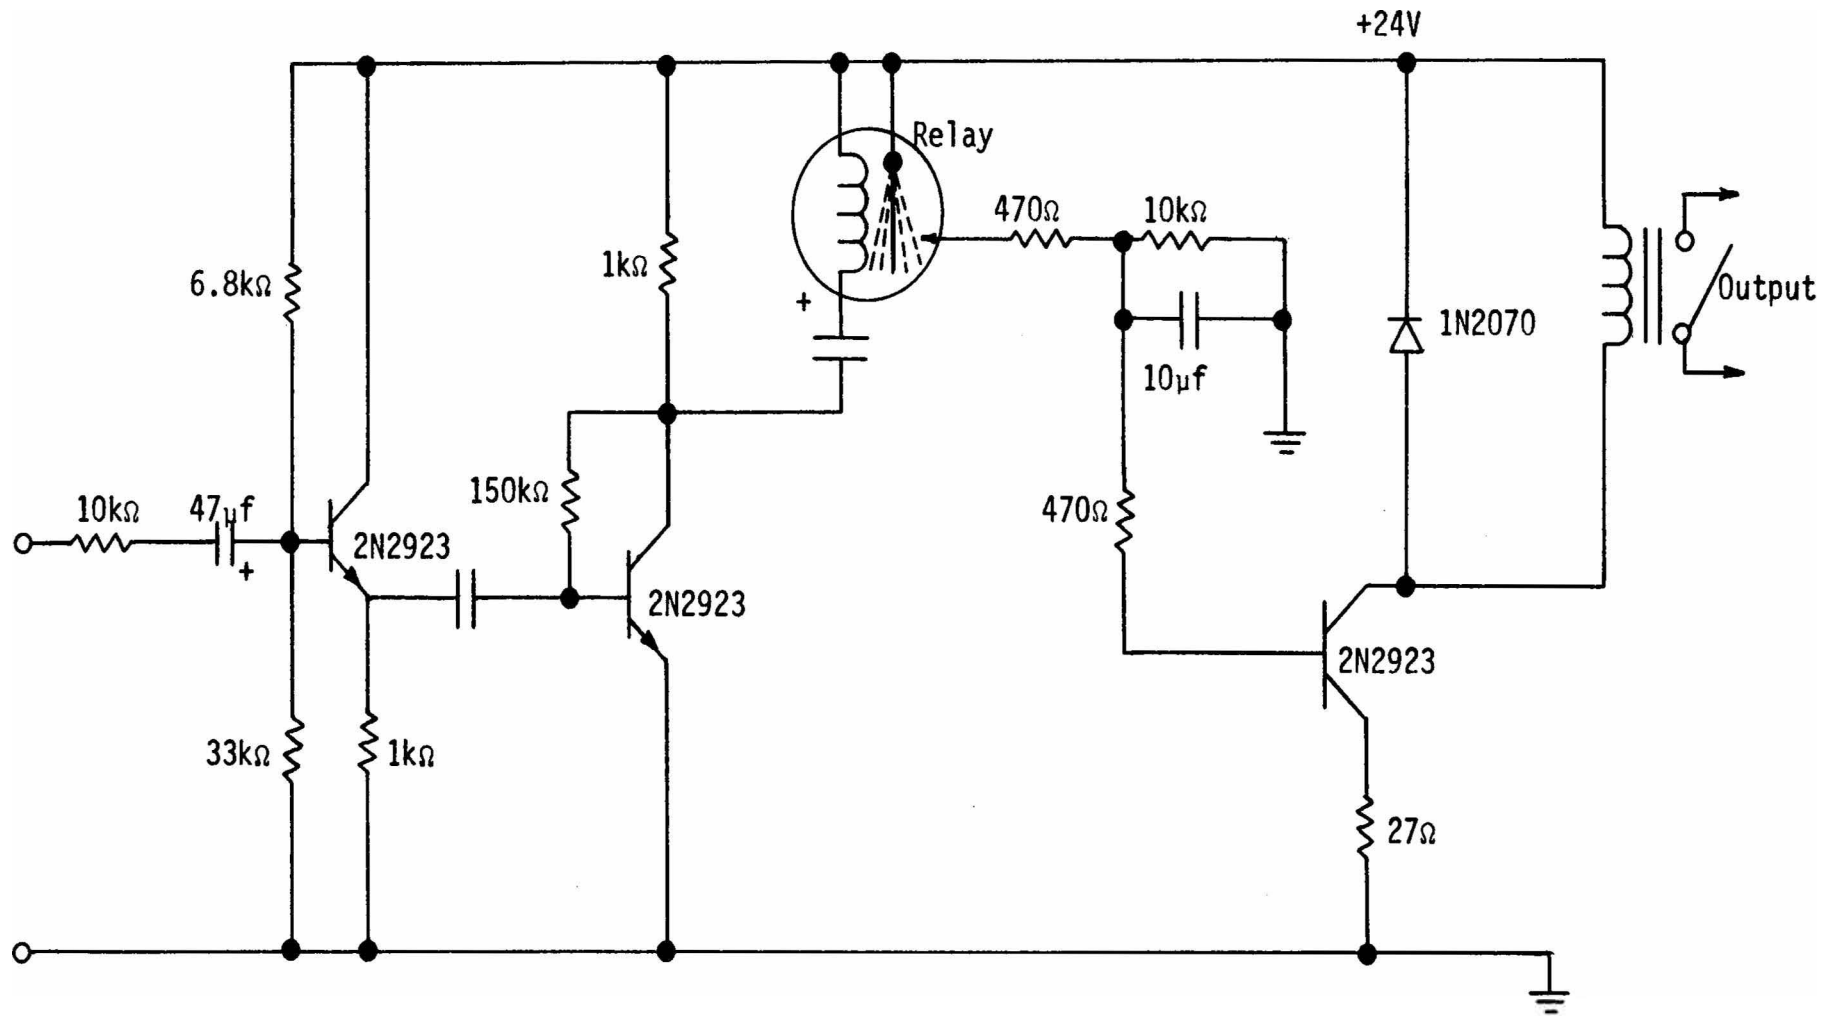 +24V
Relay
470Ω
10kΩ
6.8kΩ
1kΩ
+
Output
1N2070
10µf
150kΩ
470Ω
10kΩ
47µf
+
2N2923
2N2923
2N2923
33kΩ
1kΩ
27Ω